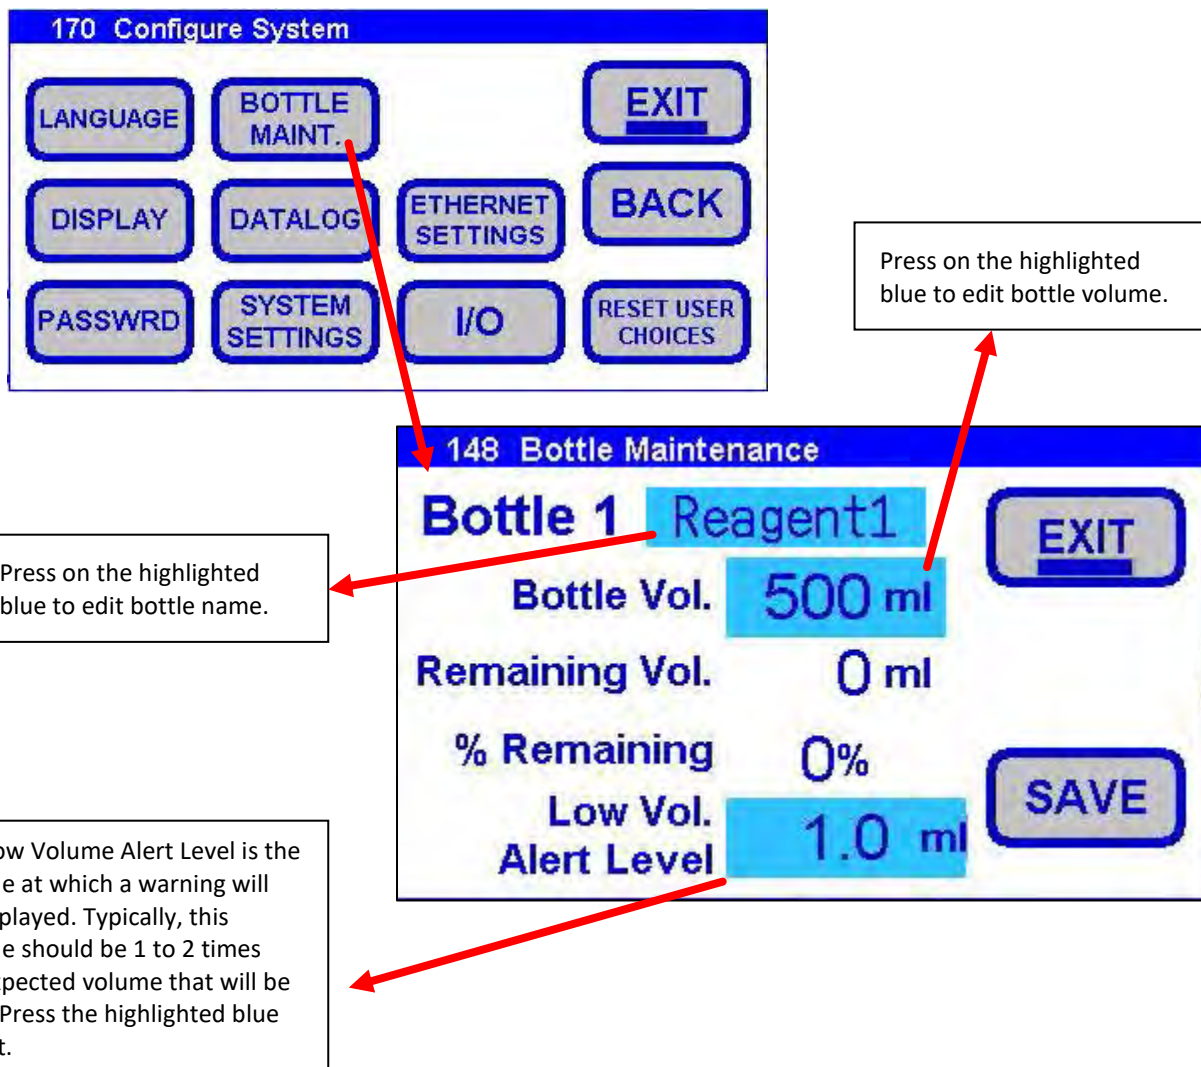 170 Configure System
LANGUAGE
BOTTLE
MAINT.
EXIT
DISPLAY
DATALOG
ETHERNET
SETTINGS
BACK
PASSWRD
SYSTEM
SETTINGS
I/O
RESET USER
CHOICES
Press on the highlighted
blue to edit bottle volume.
148 Bottle Maintenance
Bottle 1 Reagent1
EXIT
Bottle Vol. 500 ml
Remaining Vol. 0 ml
% Remaining 0%
Low Vol.
Alert Level 1.0 ml
SAVE
Press on the highlighted
blue to edit bottle name.
Volume Alert Level is the
at which a warning will
Typically, this
should be 1 to 2 times
volume that will be
Press the highlighted blue